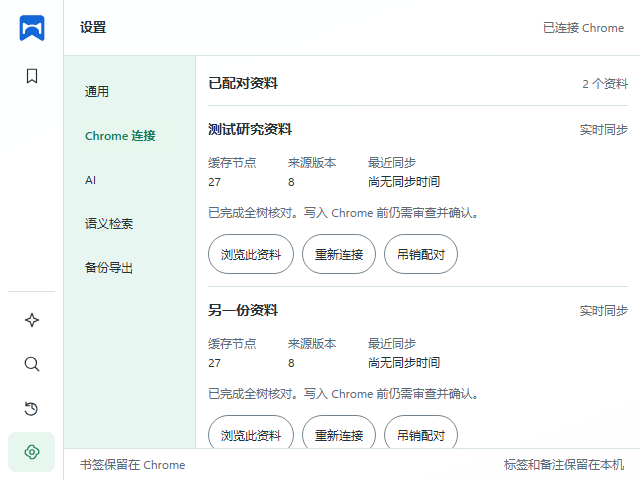 设置
已连接 Chrome
通用
Chrome 连接
AI
语义检索
备份导出
已配对资料
2 个资料
测试研究资料
实时同步
缓存节点 来源版本 最近同步
27 8 尚无同步时间
已完成全树核对。写入 Chrome 前仍需审查并确认。
浏览此资料 重新连接 吊销配对
另一份资料
实时同步
缓存节点 来源版本 最近同步
27 8 尚无同步时间
已完成全树核对。写入 Chrome 前仍需审查并确认。
浏览此资料 重新连接 吊销配对
书签保留在 Chrome
标签和备注保留在本机